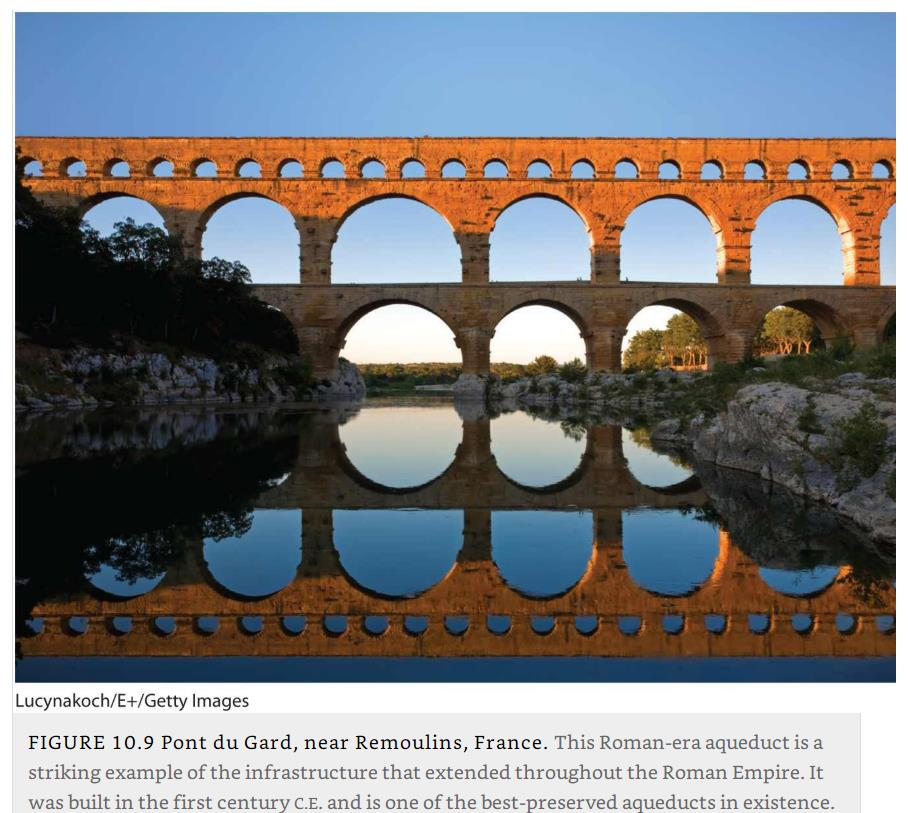 Lucynakoch/E+/Getty Images
FIGURE 10.9 Pont du Gard, near Remoulins, France. This Roman-era aqueduct is a
striking example of the infrastructure that extended throughout the Roman Empire. It
was built in the first century C.E. and is one of the best-preserved aqueducts in existence.